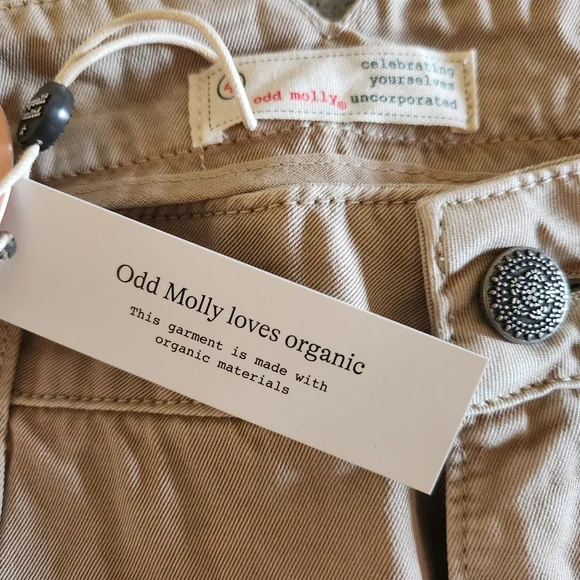 celebrating
yourselves
odd molly® uncorporated
Odd Molly loves organic
This garment is made with
organic materials